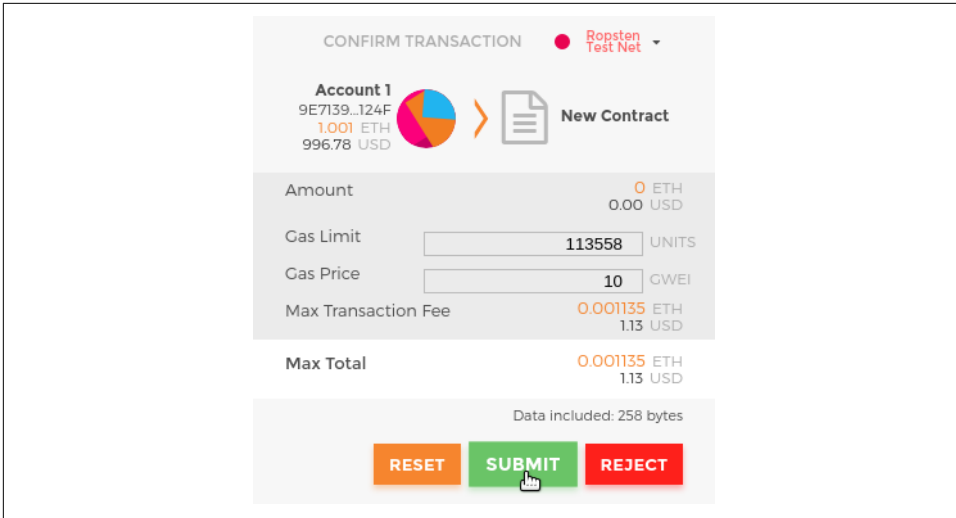 CONFIRM TRANSACTION
Ropsten
Test Net
Account 1
9E7139...124F
1.001 ETH
996.78 USD
New Contract
Amount 0 ETH
0.00 USD
Gas Limit 113558 UNITS
Gas Price 10 GWEI
Max Transaction Fee 0.001135 ETH
1.13 USD
Max Total 0.001135 ETH
1.13 USD
Data included: 258 bytes
RESET SUBMIT REJECT